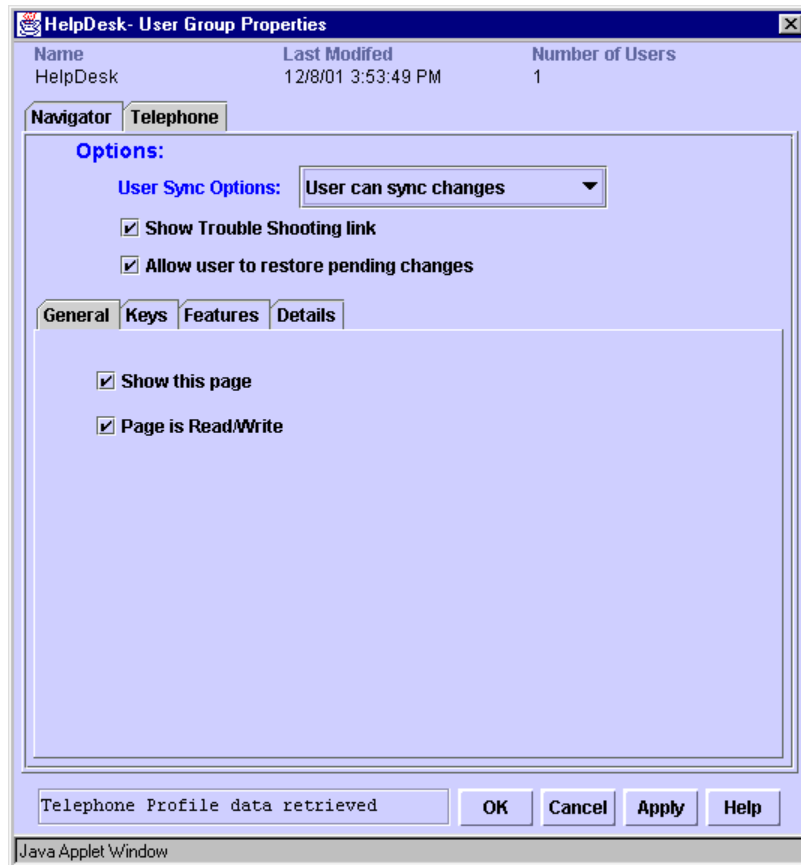 HelpDesk- User Group Properties
Name Last Modifed Number of Users
HelpDesk 12/8/01 3:53:49 PM 1
Navigator Telephone
Options:
User Sync Options: User can sync changes
Show Trouble Shooting link
Allow user to restore pending changes
General Keys Features Details
Show this page
Page is Read/Write
Telephone Profile data retrieved OK Cancel Apply Help
Java Applet Window